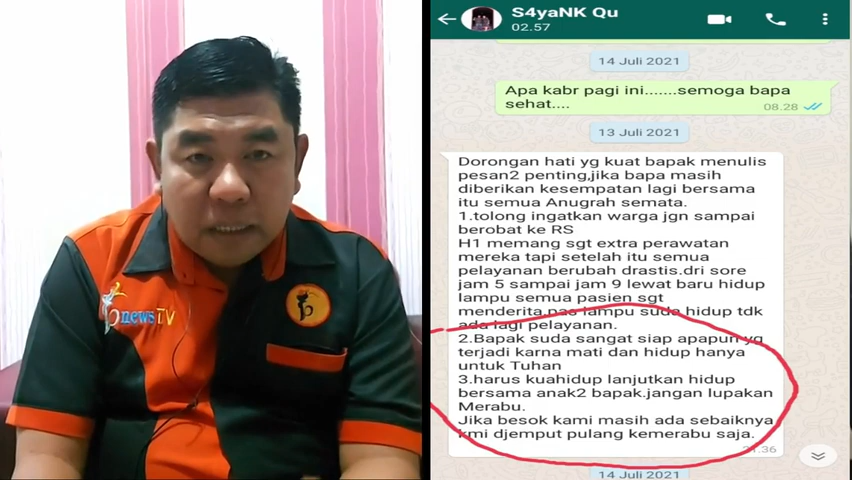 bnewsTV
S4yaNK Qu
02.57
14 Juli 2021
Apa kabr pagi ini.......semoga bapa
sehat....
08.28
13 Juli 2021
Dorongan hati yg kuat bapak menulis
pesan2 penting,jika bapa masih
diberikan kesempatan lagi bersama
itu semua Anugrah semata.
1.tolong ingatkan warga jgn sampai
berobat ke RS
H1 memang sgt extra perawatan
mereka tapi setelah itu semua
pelayanan berubah drastis.dri sore
jam 5 sampai jam 9 lewat baru hidup
lampu semua pasien sgt
menderita,pas lampu suda hidup tdk
ada lagi pelayanan.
2.Bapak suda sangat siap apapun yg
terjadi karna mati dan hidup hanya
untuk Tuhan
3.harus kuahidup lanjutkan hidup
bersama anak2 bapak.jangan lupakan
Merabu.
Jika besok kami masih ada sebaiknya
kmi djemput pulang kemerabu saja.
21.36
14 Juli 2021